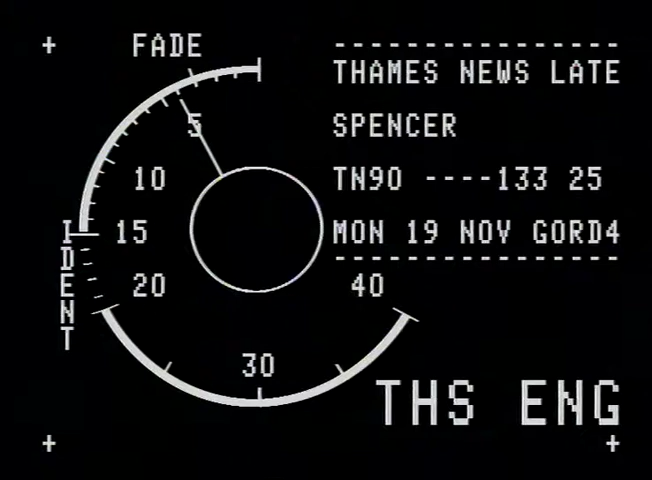 +
FADE
----------------
THAMES NEWS LATE
SPENCER
TN90 ----133 25
MON 19 NOV GORD4
----------------
5
10
15
20
30
40
IDENT
THS ENG
+
+